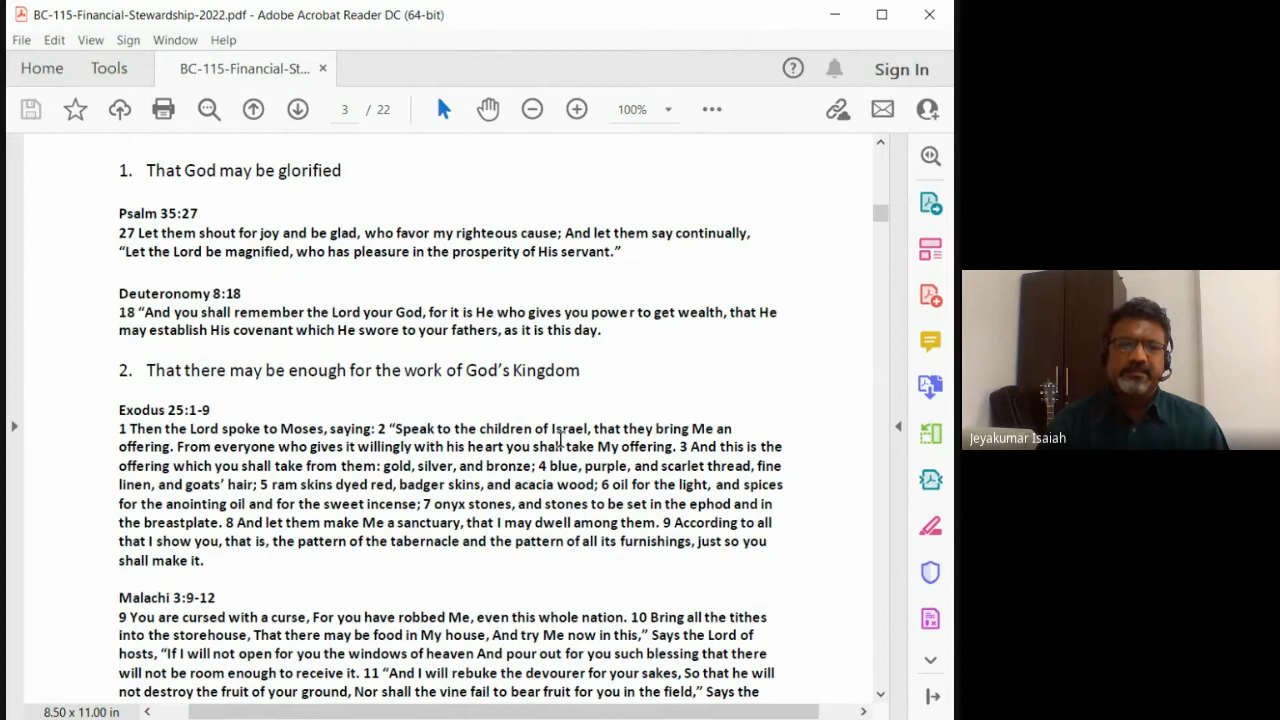 BC-115-Financial-Stewardship-2022.pdf - Adobe Acrobat Reader DC (64-bit)
File Edit View Sign Window Help
Home Tools BC-115-Financial-St... × Sign In
3 / 22 100%
1. That God may be glorified
Psalm 35:27
27 Let them shout for joy and be glad, who favor my righteous cause; And let them say continually,
“Let the Lord be magnified, who has pleasure in the prosperity of His servant.”
Deuteronomy 8:18
18 “And you shall remember the Lord your God, for it is He who gives you power to get wealth, that He
may establish His covenant which He swore to your fathers, as it is this day.
2. That there may be enough for the work of God’s Kingdom
Exodus 25:1-9
1 Then the Lord spoke to Moses, saying: 2 “Speak to the children of Israel, that they bring Me an
offering. From everyone who gives it willingly with his heart you shall take My offering. 3 And this is the
offering which you shall take from them: gold, silver, and bronze; 4 blue, purple, and scarlet thread, fine
linen, and goats’ hair; 5 ram skins dyed red, badger skins, and acacia wood; 6 oil for the light, and spices
for the anointing oil and for the sweet incense; 7 onyx stones, and stones to be set in the ephod and in
the breastplate. 8 And let them make Me a sanctuary, that I may dwell among them. 9 According to all
that I show you, that is, the pattern of the tabernacle and the pattern of all its furnishings, just so you
shall make it.
Malachi 3:9-12
9 You are cursed with a curse, For you have robbed Me, even this whole nation. 10 Bring all the tithes
into the storehouse, That there may be food in My house, And try Me now in this,” Says the Lord of
hosts, “If I will not open for you the windows of heaven And pour out for you such blessing that there
will not be room enough to receive it. 11 “And I will rebuke the devourer for your sakes, So that he will
not destroy the fruit of your ground, Nor shall the vine fail to bear fruit for you in the field,” Says the
8.50 x 11.00 in
Jeyakumar Isaiah